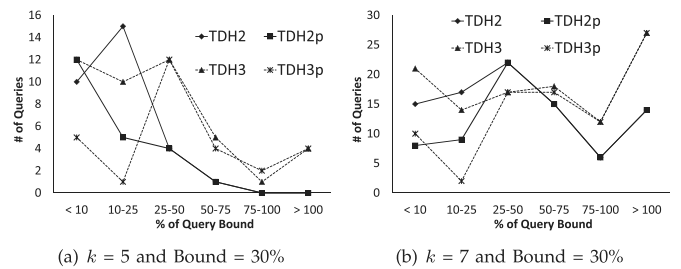 16
14
12
10
8
6
4
2
0
# of Queries
TDH2
TDH2p
TDH3
TDH3p
< 10
10-25
25-50
50-75
75-100
> 100
% of Query Bound
(a) k = 5 and Bound = 30%
30
25
20
15
10
5
0
# of Queries
TDH2
TDH2p
TDH3
TDH3p
< 10
10-25
25-50
50-75
75-100
> 100
% of Query Bound
(b) k = 7 and Bound = 30%